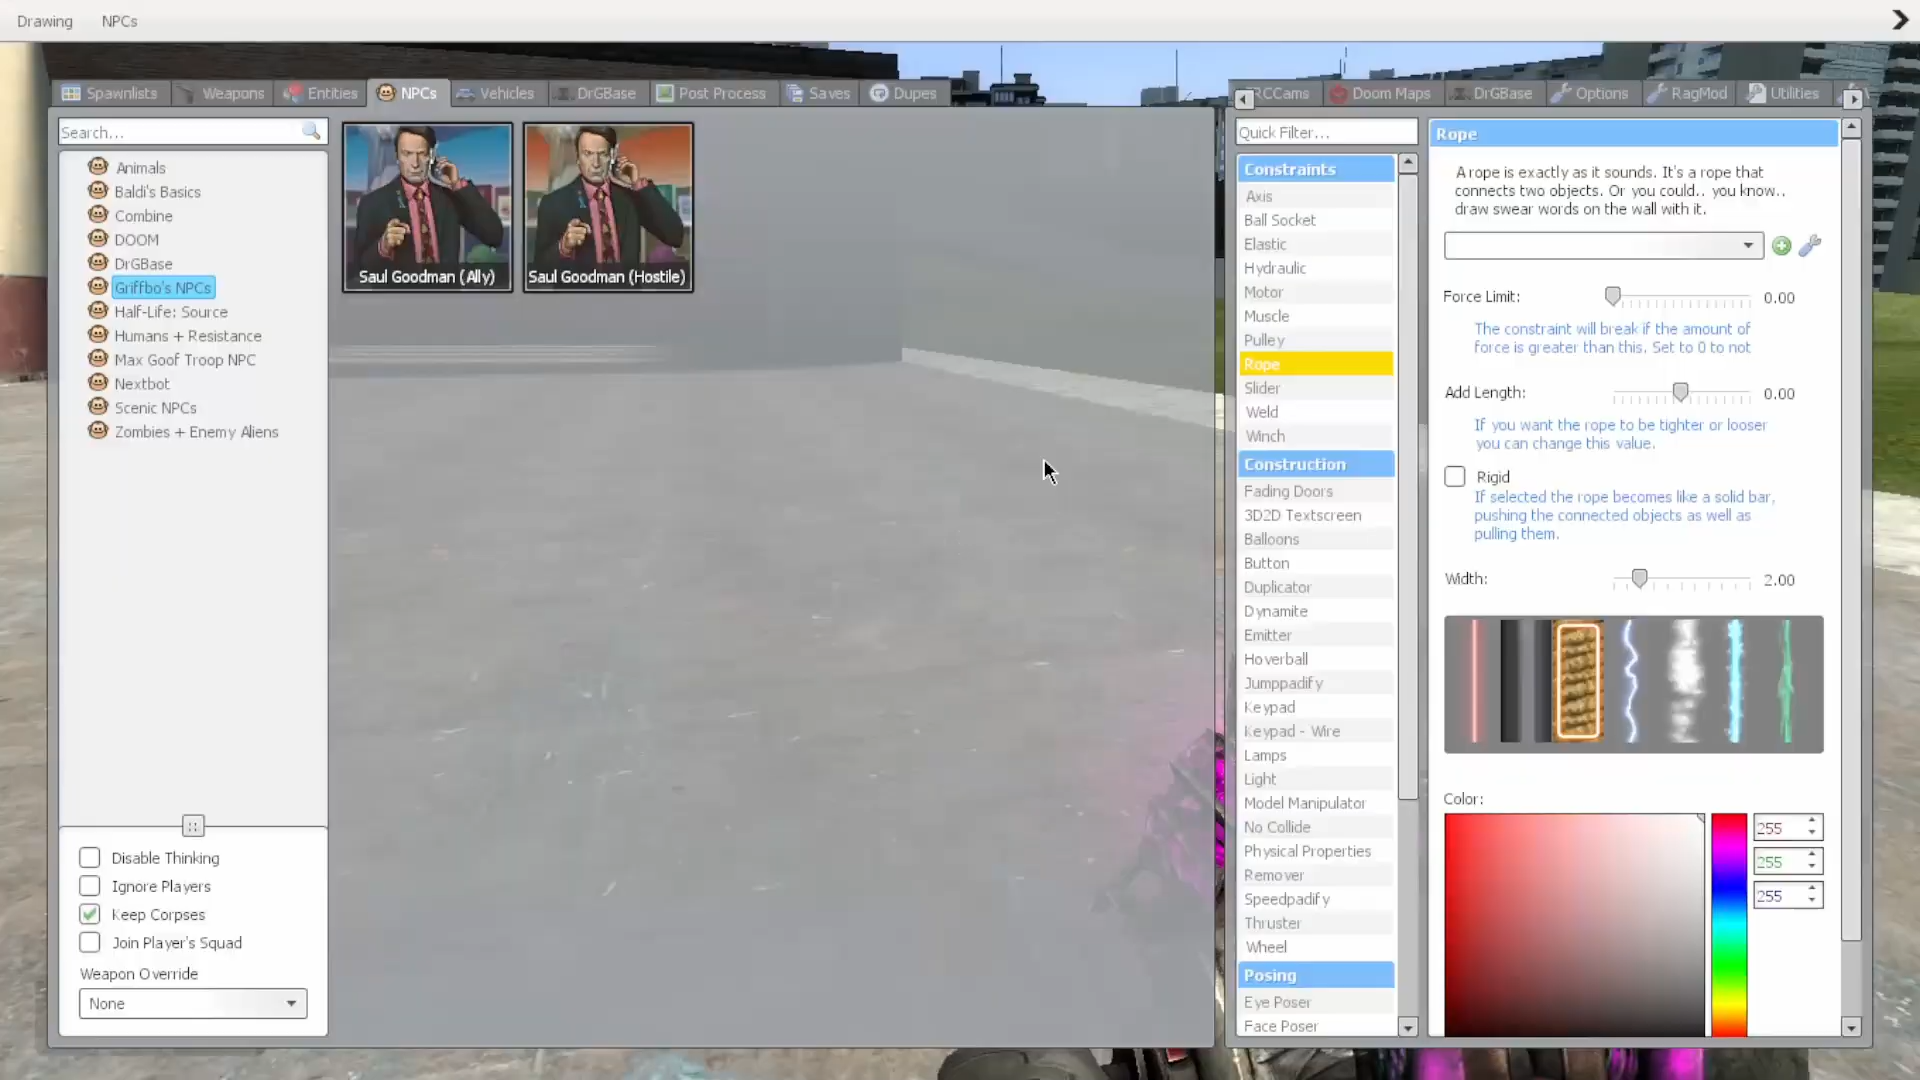 Drawing NPCs
Spawnlists Weapons Entities NPCs Vehicles DrGBase Post Process Saves Dupes
Search...
Animals
Baldi's Basics
Combine
DOOM
DrGBase
Griffbo's NPCs
Half-Life: Source
Humans + Resistance
Max Goof Troop NPC
Nextbot
Scenic NPCs
Zombies + Enemy Aliens
Disable Thinking
Ignore Players
Keep Corpses
Join Player's Squad
Weapon Override
None
Saul Goodman (Ally) Saul Goodman (Hostile)
RCCams Doom Maps DrGBase Options RagMod Utilities
Quick Filter...
Constraints
Axis
Ball Socket
Elastic
Hydraulic
Motor
Muscle
Pulley
Rope
Slider
Weld
Winch
Construction
Fading Doors
3D2D Textscreen
Balloons
Button
Duplicator
Dynamite
Emitter
Hoverball
Jumppadify
Keypad
Keypad - Wire
Lamps
Light
Model Manipulator
No Collide
Physical Properties
Remover
Speedpadify
Thruster
Wheel
Posing
Eye Poser
Face Poser
Rope
A rope is exactly as it sounds. It's a rope that
connects two objects. Or you could.. you know..
draw swear words on the wall with it.
Force Limit: 0.00
The constraint will break if the amount of
force is greater than this. Set to 0 to not
Add Length: 0.00
If you want the rope to be tighter or looser
you can change this value.
Rigid
If selected the rope becomes like a solid bar,
pushing the connected objects as well as
pulling them.
Width: 2.00
Color:
255
255
255